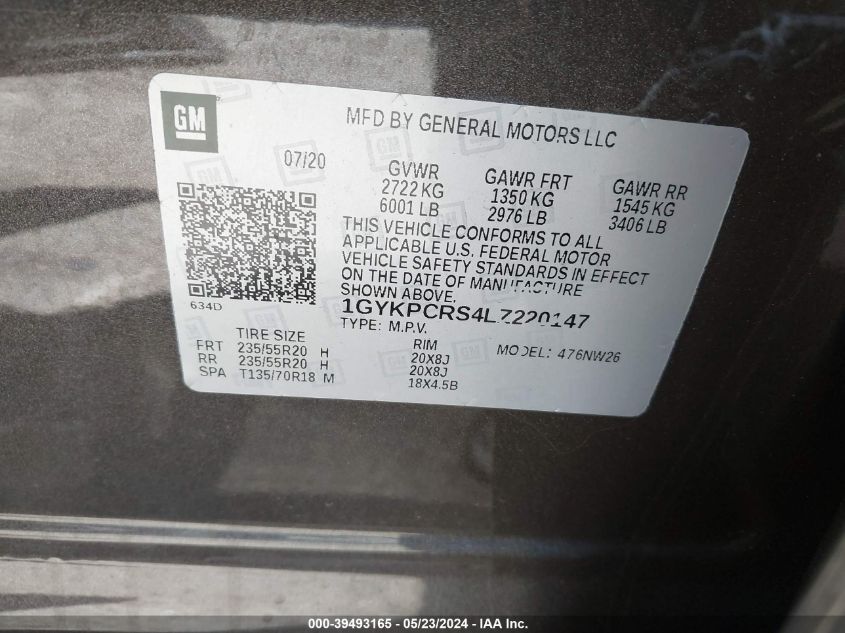 GM
MFD BY GENERAL MOTORS LLC
07/20
GVWR
2722 KG
6001 LB
GAWR FRT
1350 KG
2976 LB
GAWR RR
1545 KG
3406 LB
THIS VEHICLE CONFORMS TO ALL
APPLICABLE U.S. FEDERAL MOTOR
VEHICLE SAFETY STANDARDS IN EFFECT
ON THE DATE OF MANUFACTURE
SHOWN ABOVE.
634D
1GYKPCRS4LZ220147
TYPE: M.P.V.
MODEL: 476NW26
TIRE SIZE RIM
FRT 235/55R20 H 20X8J
RR 235/55R20 H 20X8J
SPA T135/70R18 M 18X4.5B
000-39493165 - 05/23/2024 - IAA Inc.